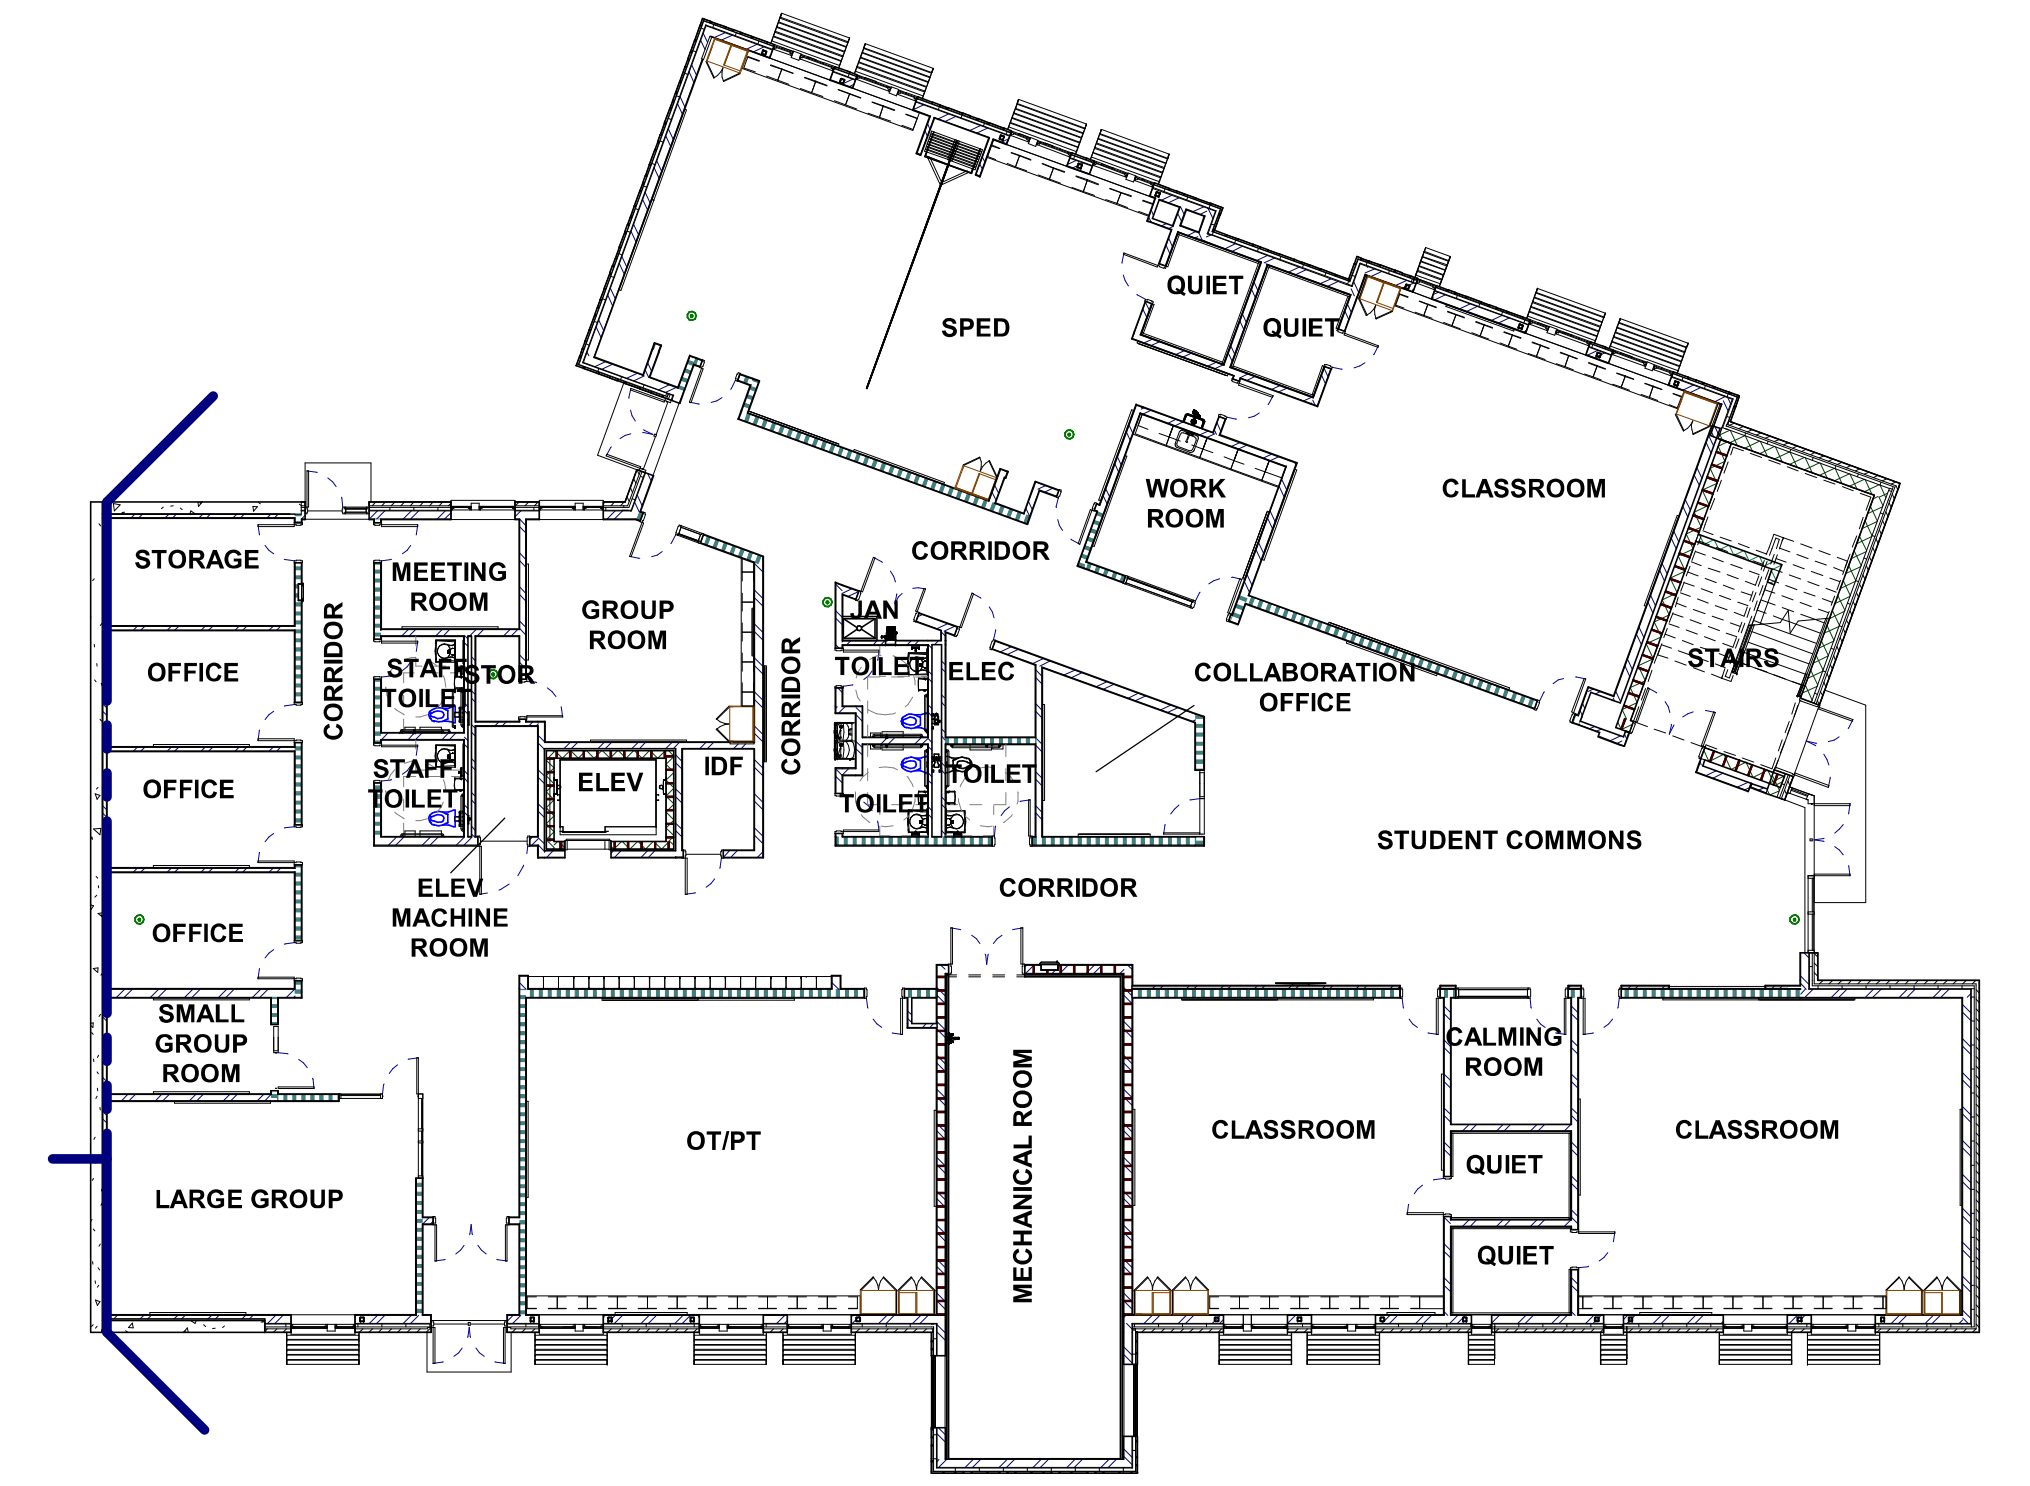 QUIET
SPED
QUIET
WORK
ROOM
CLASSROOM
CORRIDOR
STORAGE
MEETING
ROOM
GROUP
ROOM
JAN
CORRIDOR
CORRIDOR
OFFICE
STAFF
TOILET
STOR
TOILET
ELEC
COLLABORATION
OFFICE
STAIRS
OFFICE
STAFF
TOILET
ELEV
IDF
TOILET
TOILET
STUDENT COMMONS
ELEV
MACHINE
ROOM
CORRIDOR
OFFICE
SMALL
GROUP
ROOM
CALMING
ROOM
OT/PT
MECHANICAL ROOM
CLASSROOM
CLASSROOM
QUIET
LARGE GROUP
QUIET